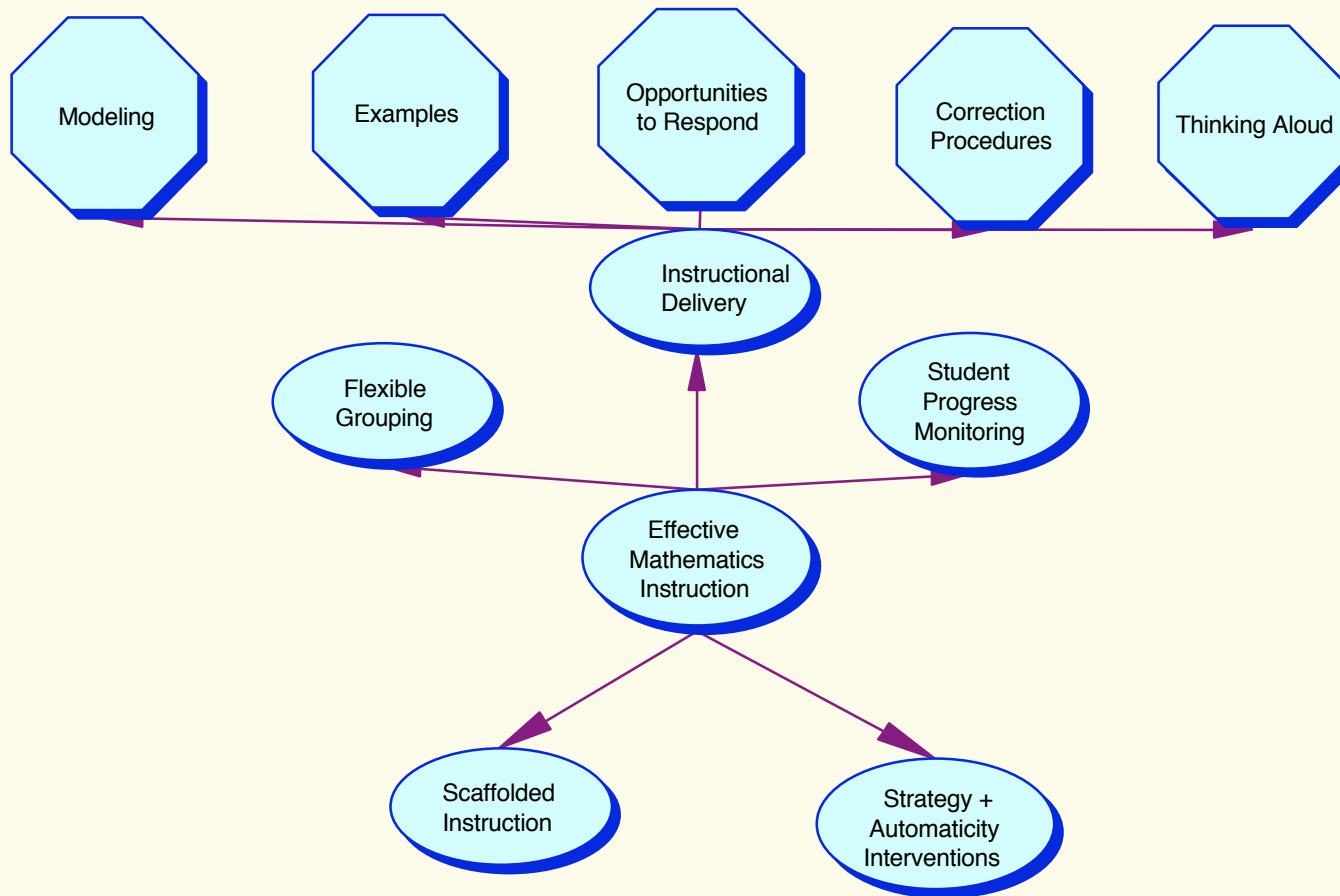 Modeling
Examples
Opportunities
to Respond
Correction
Procedures
Thinking Aloud
Instructional
Delivery
Flexible
Grouping
Student
Progress
Monitoring
Effective
Mathematics
Instruction
Scaffolded
Instruction
Strategy +
Automaticity
Interventions